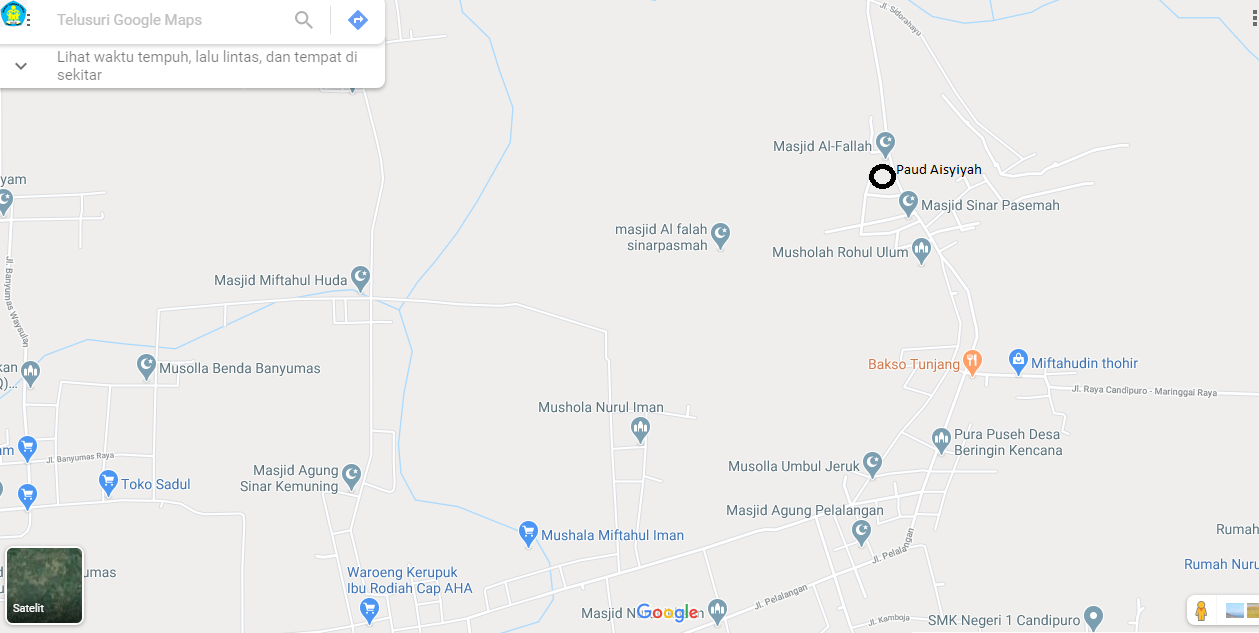 Telusuri Google Maps
Lihat waktu tempuh, lalu lintas, dan tempat di
sekitar
Jl. Sidorahayu
Masjid Al-Fallah
Paud Aisyiyah
yam
Masjid Sinar Pasemah
masjid Al falah
sinarpasmah
Musholah Rohul Ulum
Masjid Miftahul Huda
Jl. Banyumas Waysulan
Musolla Benda Banyumas
kan
Q)...
Bakso Tunjang
Miftahudin thohir
Jl. Raya Candipuro - Maringgai Raya
Mushola Nurul Iman
Pura Puseh Desa
Beringin Kencana
am
Jl. Banyumas Raya
Toko Sadul
Masjid Agung
Sinar Kemuning
Musolla Umbul Jeruk
Masjid Agung Pelalangan
Mushala Miftahul Iman
Jl. Pelalangan
Rumah
Rumah Nuru
umas
Waroeng Kerupuk
Ibu Rodiah Cap AHA
Satelit
Masjid N
Google
Jl. Pelalangan
Jl. Kamboja
SMK Negeri 1 Candipuro